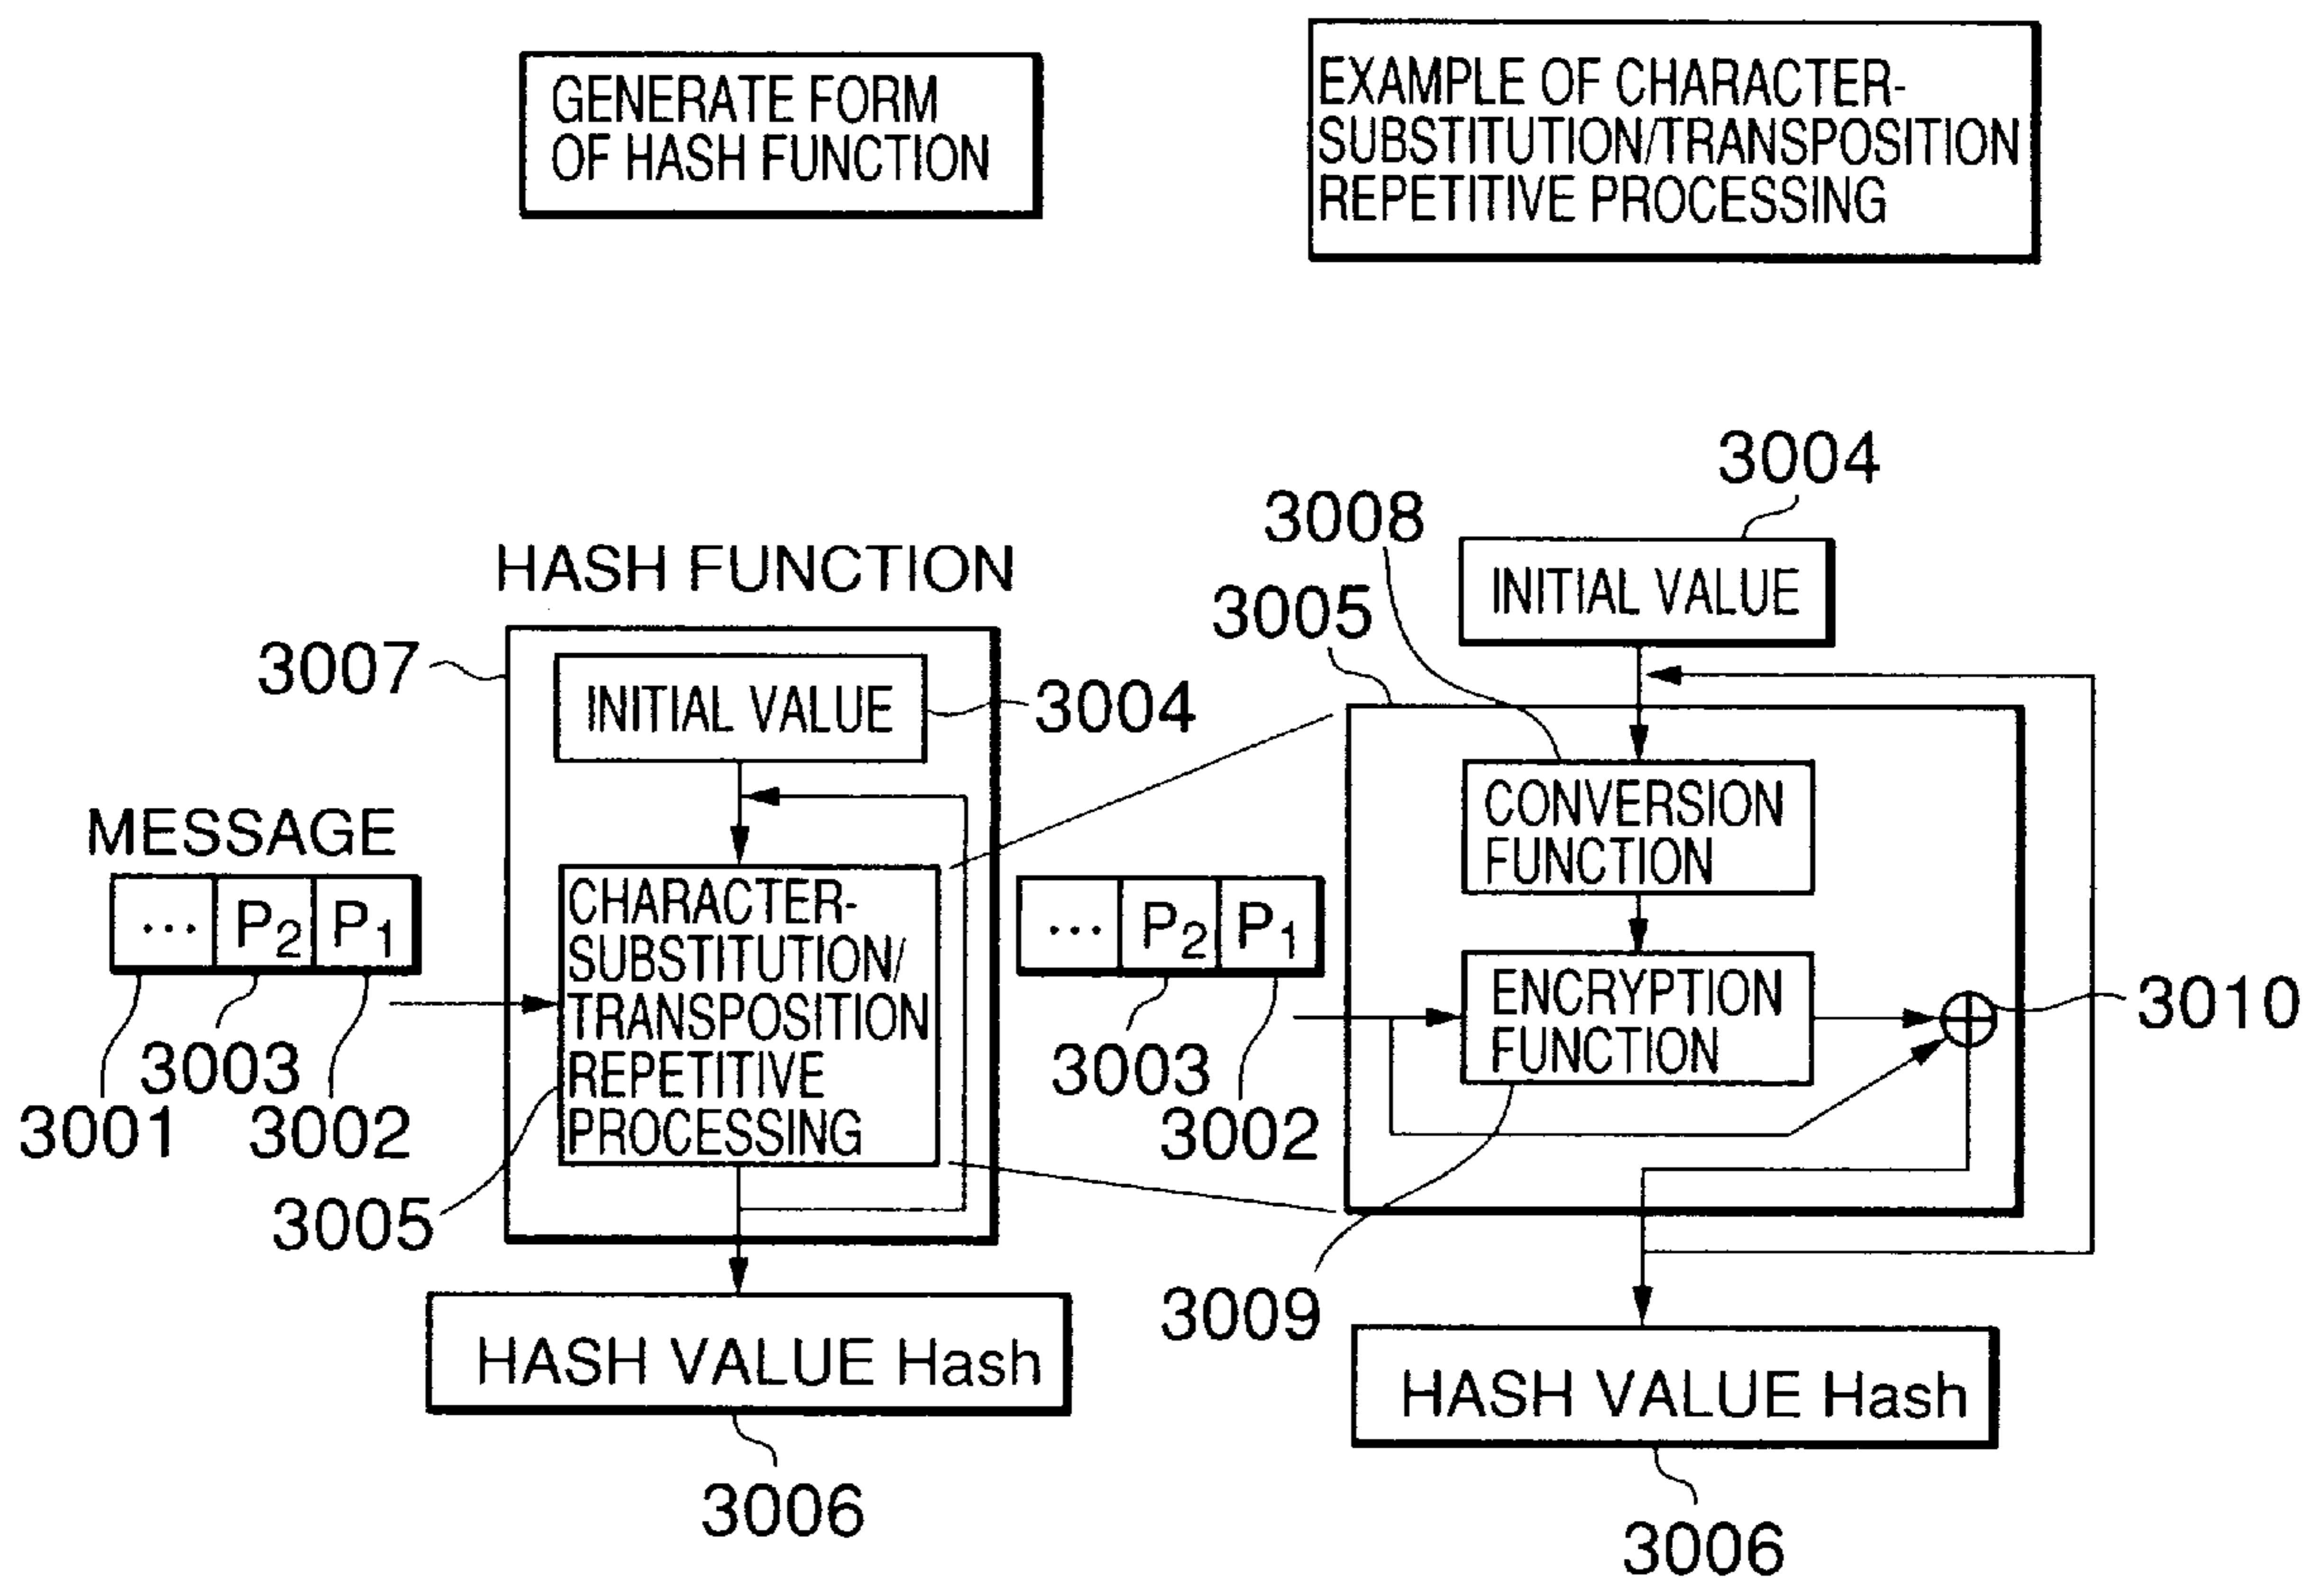 GENERATE FORM
OF HASH FUNCTION
EXAMPLE OF CHARACTER-
SUBSTITUTION/TRANSPOSITION
REPETITIVE PROCESSING
HASH FUNCTION
3007
INITIAL VALUE
3004
MESSAGE
... P2 P1
3001
3003
3002
CHARACTER-
SUBSTITUTION/
TRANSPOSITION
REPETITIVE
PROCESSING
3005
HASH VALUE Hash
3006
3004
3008
3005
INITIAL VALUE
CONVERSION
FUNCTION
... P2 P1
3003
3002
ENCRYPTION
FUNCTION
3010
3009
HASH VALUE Hash
3006